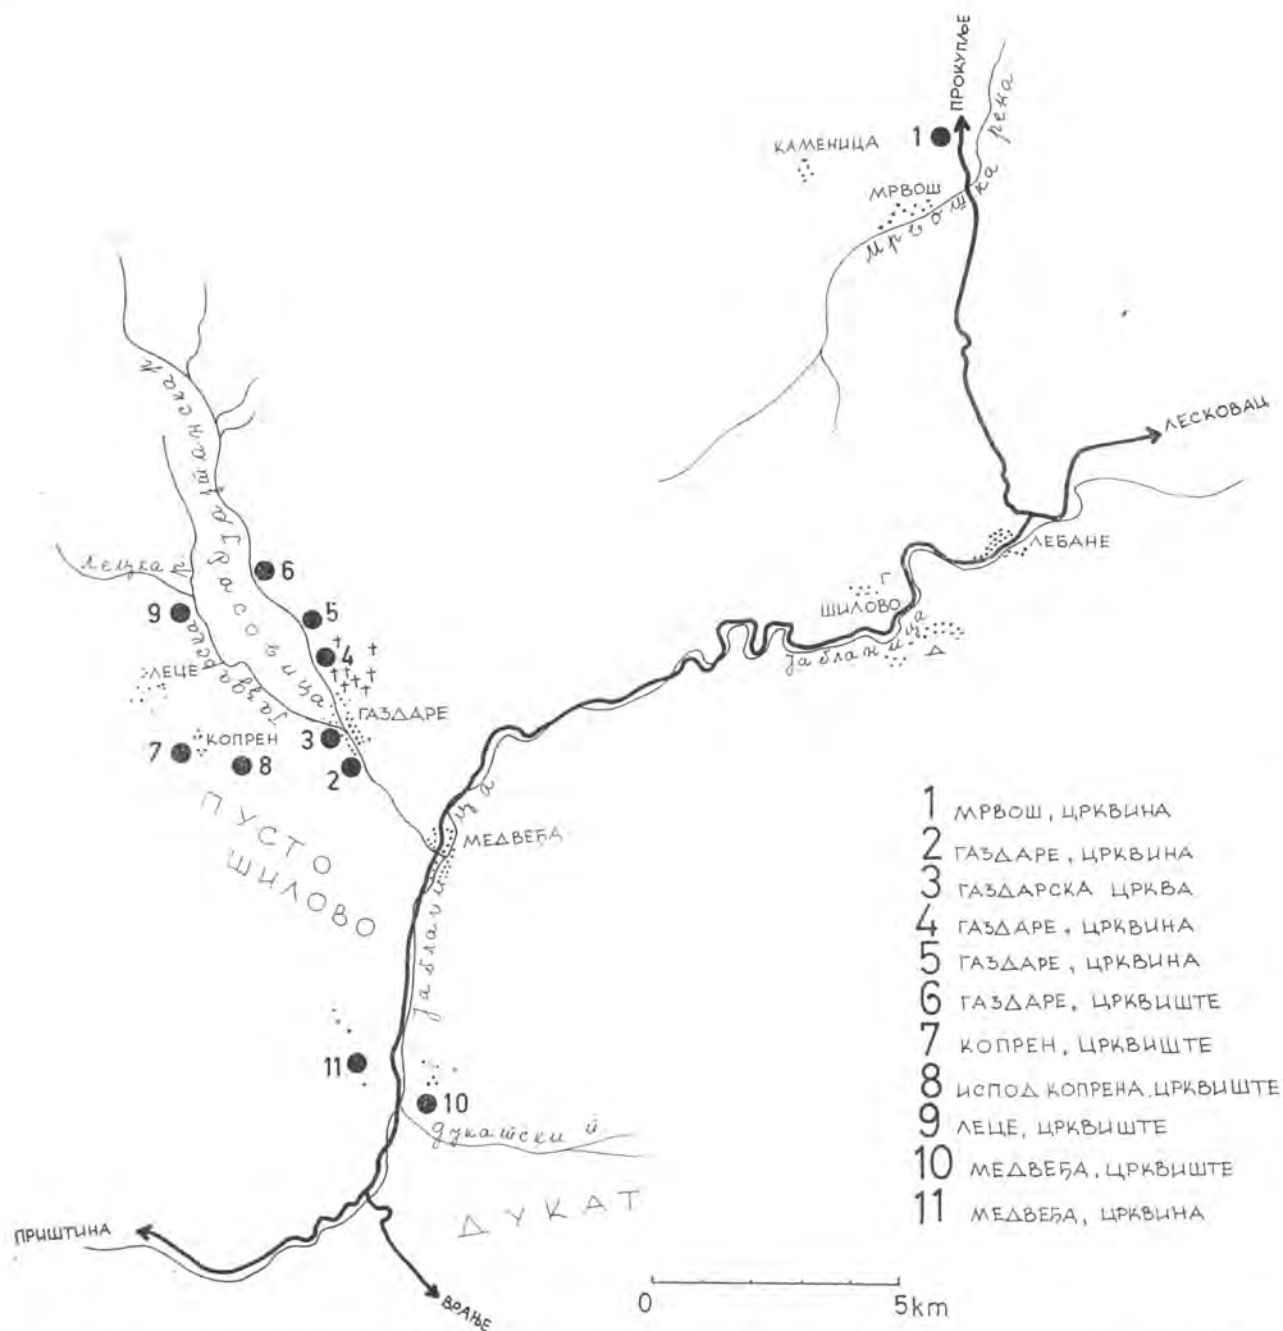 ПРОКУПЉЕ
река
1
КАМЕНИЦА
МРВОШ
Мрвошка
ЛЕСКОВАЦ
ЛЕБАНЕ
Г
ШИЛОВО
Д
Јабланица
Лецка р.
6
9
5
4
ЛЕЦЕ
Газдарска
ГАЗДАРЕ
КОПРЕН
3
7
8
2
ПУСТО
ШИЛОВО
МЕДВЕЂА
Јабланица
11
10
дукатски п.
ДУКАТ
ПРИШТИНА
ВРАЊЕ
0 5km
1 МРВОШ, ЦРКВИНА
2 ГАЗДАРЕ, ЦРКВИНА
3 ГАЗДАРСКА ЦРКВА
4 ГАЗДАРЕ, ЦРКВИНА
5 ГАЗДАРЕ, ЦРКВИНА
6 ГАЗДАРЕ, ЦРКВИШТЕ
7 КОПРЕН, ЦРКВИШТЕ
8 ИСПОД КОПРЕНА, ЦРКВИШТЕ
9 ЛЕЦЕ, ЦРКВИШТЕ
10 МЕДВЕЂА, ЦРКВИШТЕ
11 МЕДВЕЂА, ЦРКВИНА